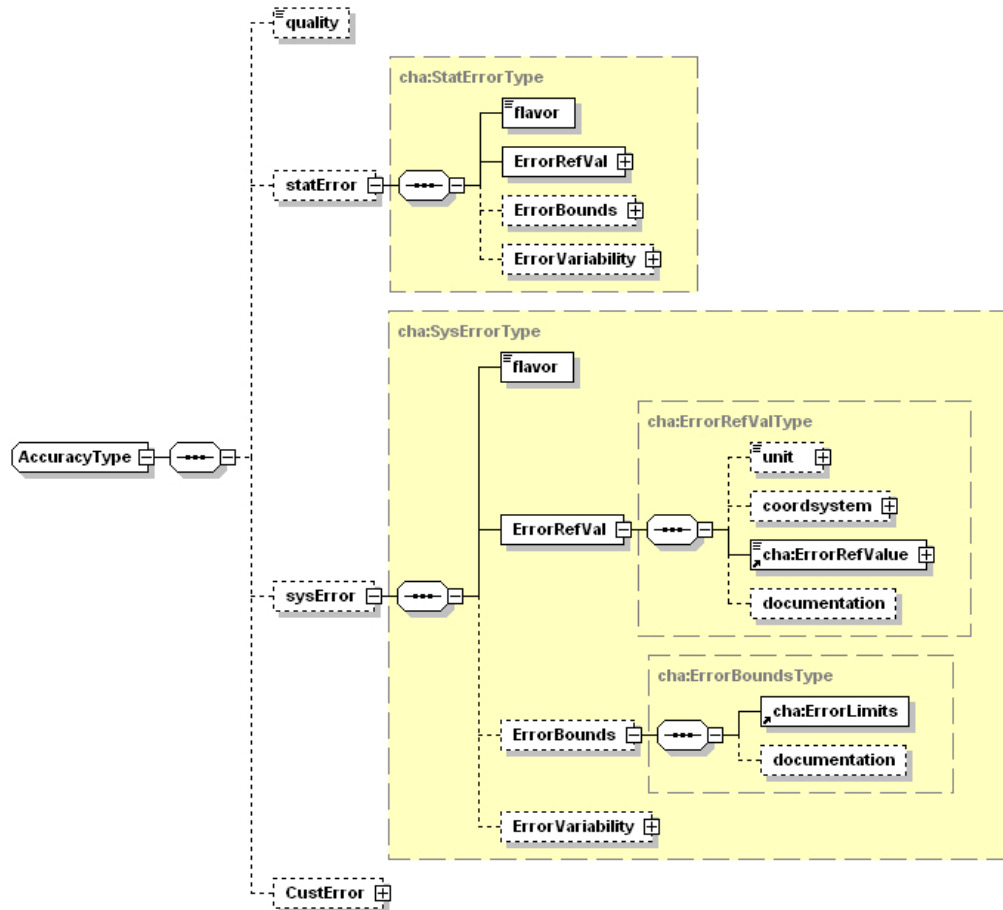 quality
cha:StatErrorType
flavor
ErrorRefVal
statError
ErrorBounds
ErrorVariability
cha:SysErrorType
flavor
cha:ErrorRefValType
unit
AccuracyType
coordsystem
ErrorRefVal
cha:ErrorRefValue
sysError
documentation
cha:ErrorBoundsType
cha:ErrorLimits
ErrorBounds
documentation
ErrorVariability
CustError